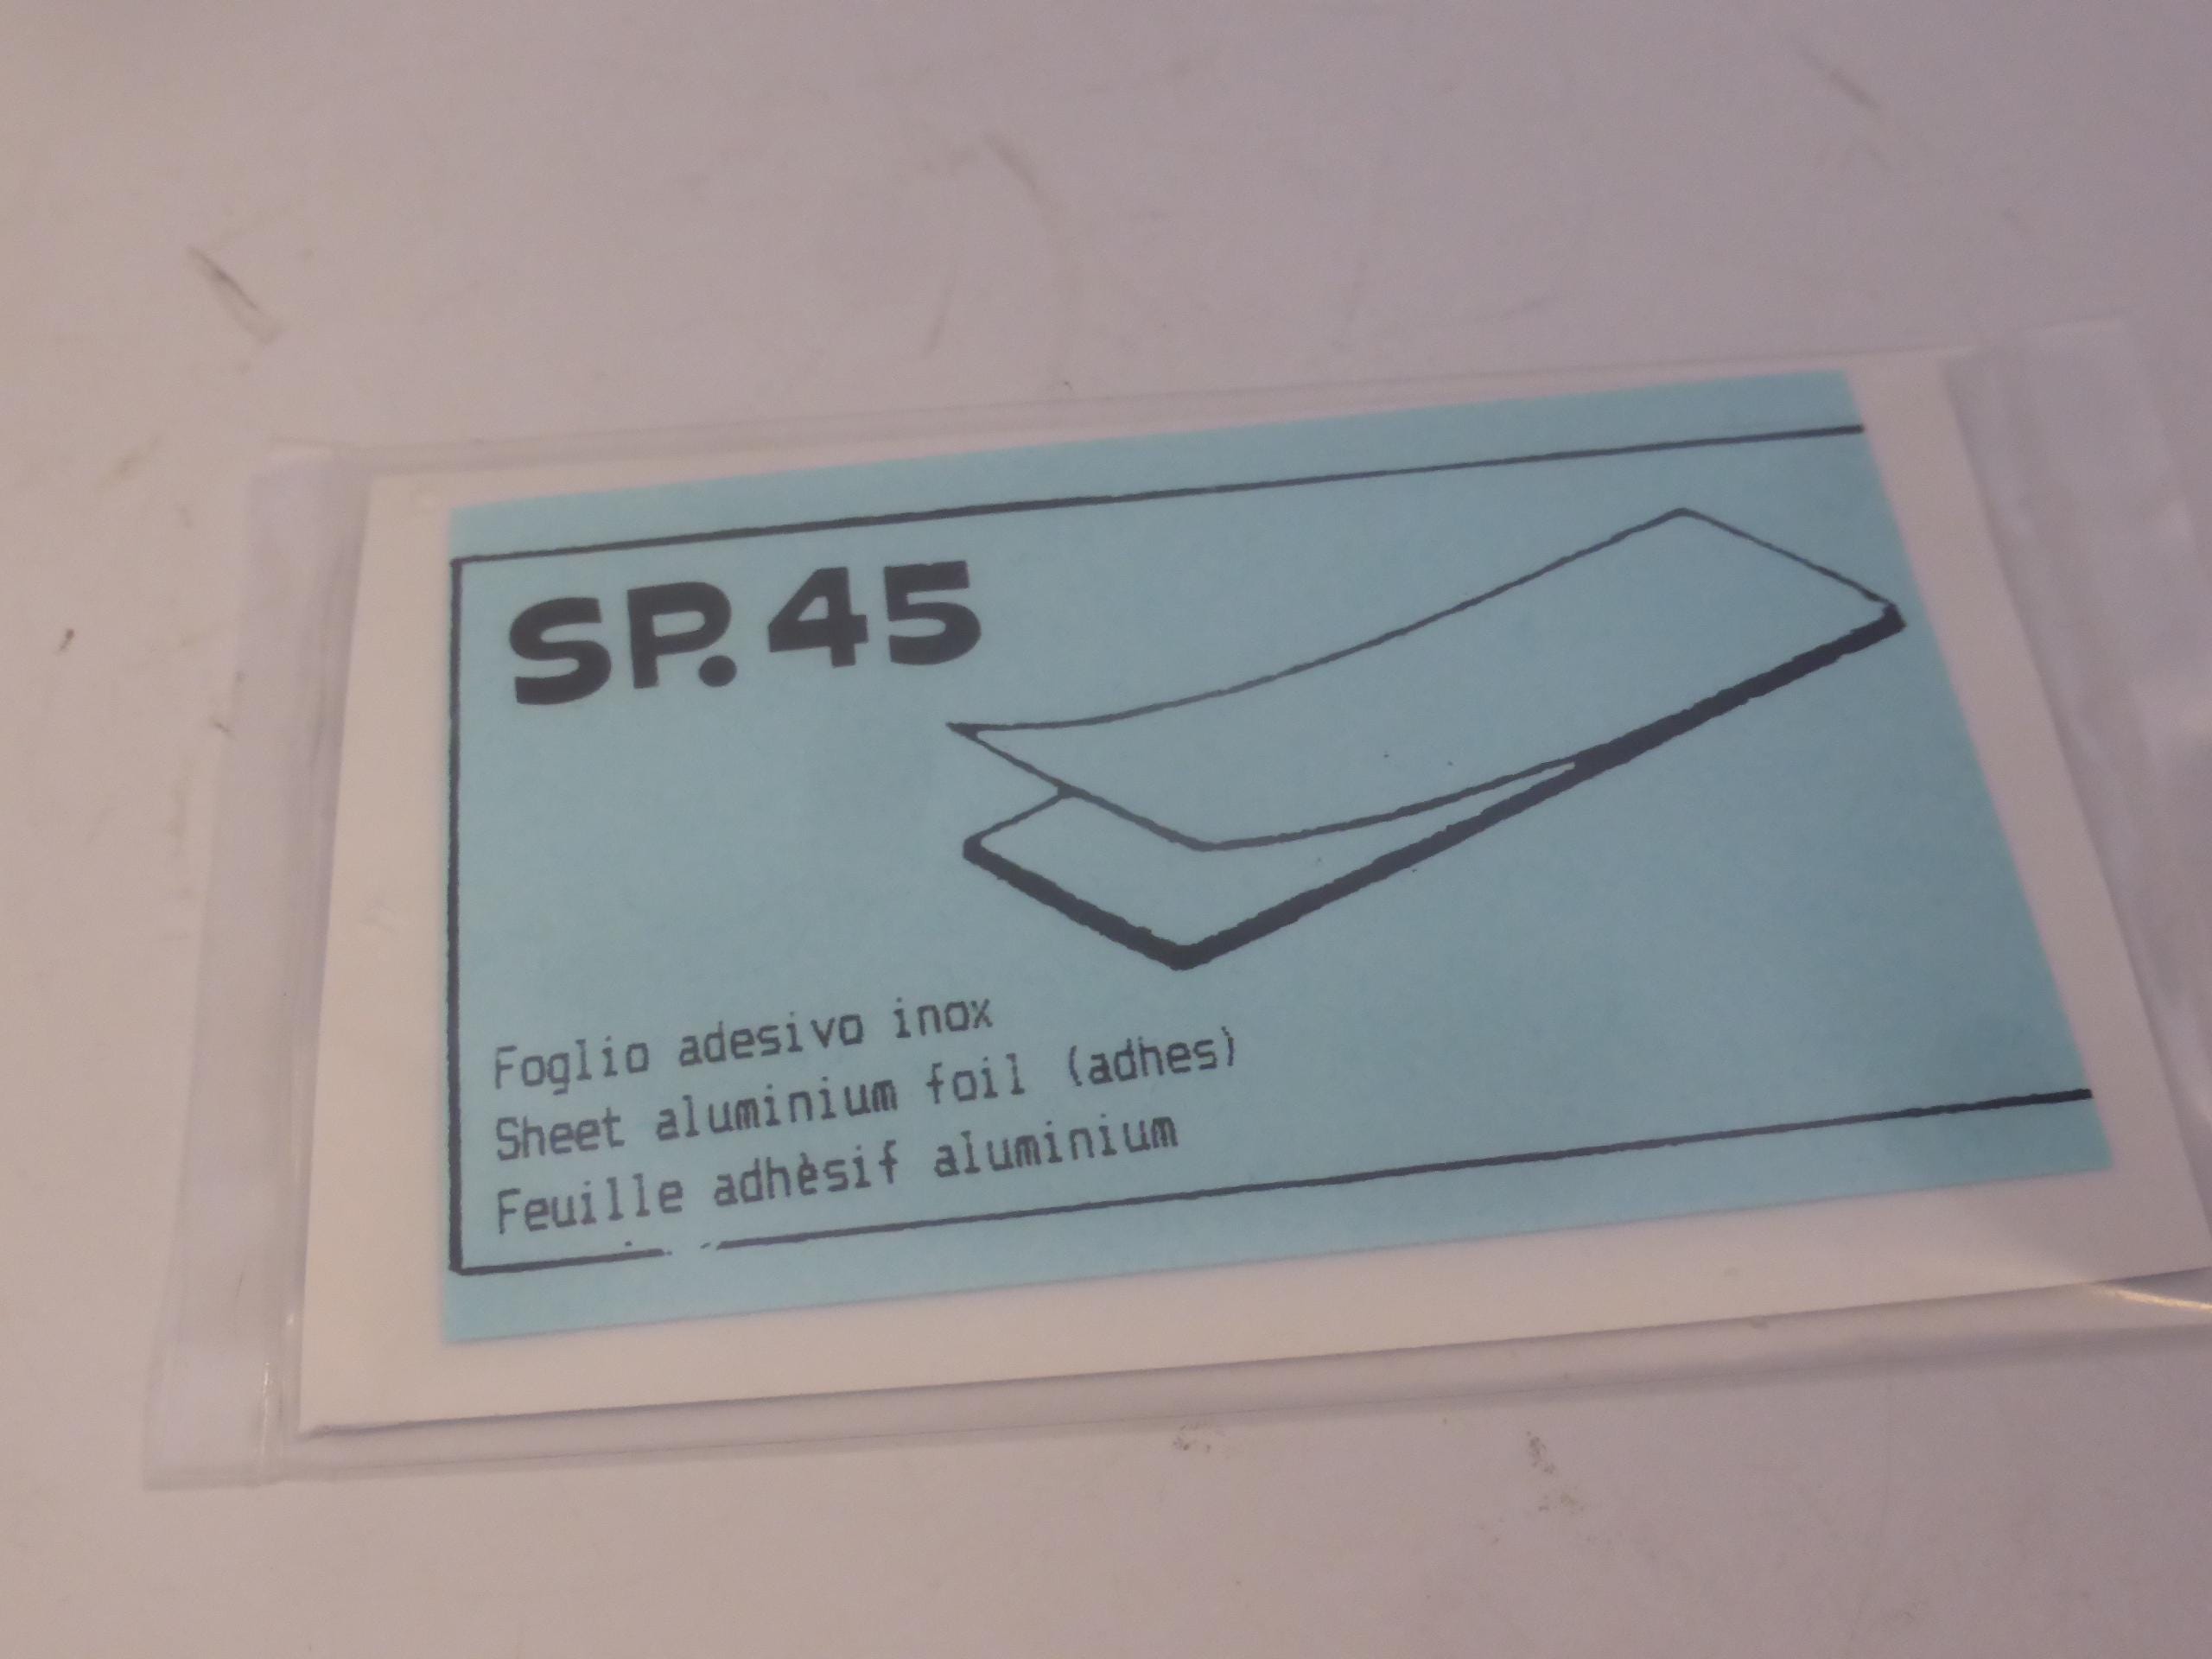 SP.45
Foglio adesivo inox
Sheet aluminium foil (adhes)
Feuille adhèsif aluminium